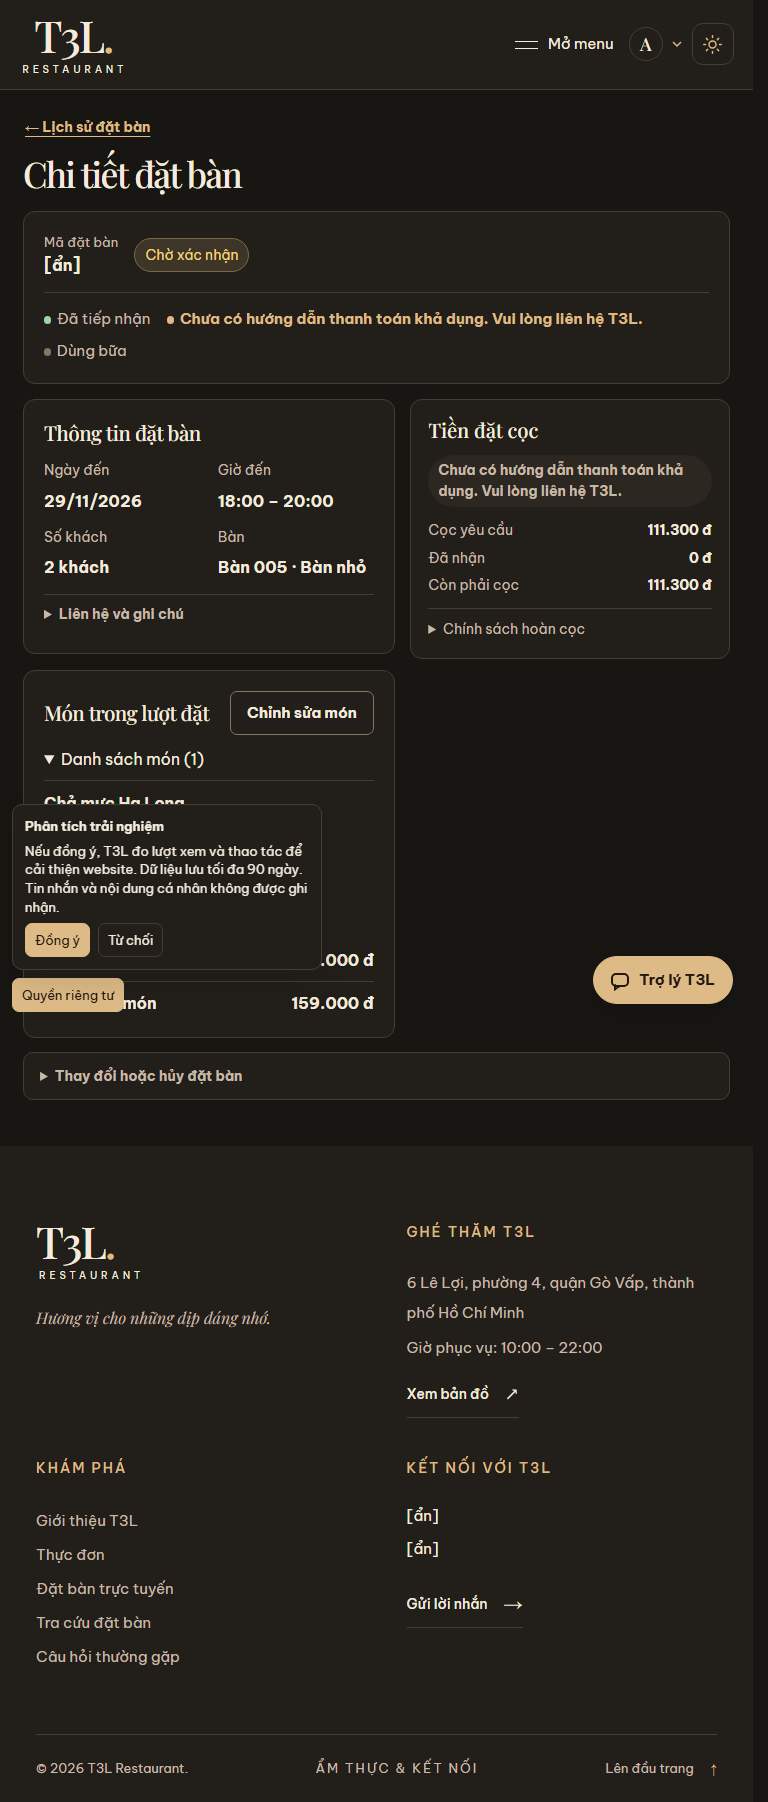 T3L.
RESTAURANT
Mở menu
A
← Lịch sử đặt bàn
Chi tiết đặt bàn
Mã đặt bàn
[ẩn]
Chờ xác nhận
Đã tiếp nhận
Chưa có hướng dẫn thanh toán khả dụng. Vui lòng liên hệ T3L.
Dùng bữa
Thông tin đặt bàn
Ngày đến
Giờ đến
29/11/2026
18:00 – 20:00
Số khách
Bàn
2 khách
Bàn 005 · Bàn nhỏ
▶ Liên hệ và ghi chú
Tiền đặt cọc
Chưa có hướng dẫn thanh toán khả
dụng. Vui lòng liên hệ T3L.
Cọc yêu cầu
111.300 đ
Đã nhận
0 đ
Còn phải cọc
111.300 đ
▶ Chính sách hoàn cọc
Món trong lượt đặt
Chỉnh sửa món
▼ Danh sách món (1)
Chả mực Hạ Long
Phân tích trải nghiệm
Nếu đồng ý, T3L đo lượt xem và thao tác để
cải thiện website. Dữ liệu lưu tối đa 90 ngày.
Tin nhắn và nội dung cá nhân không được ghi
nhận.
Đồng ý
Từ chối
.000 đ
Quyền riêng tư
món
159.000 đ
Trợ lý T3L
▶ Thay đổi hoặc hủy đặt bàn
T3L.
RESTAURANT
Hương vị cho những dịp đáng nhớ.
GHÉ THĂM T3L
6 Lê Lợi, phường 4, quận Gò Vấp, thành
phố Hồ Chí Minh
Giờ phục vụ: 10:00 – 22:00
Xem bản đồ ↗
KHÁM PHÁ
Giới thiệu T3L
Thực đơn
Đặt bàn trực tuyến
Tra cứu đặt bàn
Câu hỏi thường gặp
KẾT NỐI VỚI T3L
[ẩn]
[ẩn]
Gửi lời nhắn →
© 2026 T3L Restaurant.
ẨM THỰC & KẾT NỐI
Lên đầu trang ↑